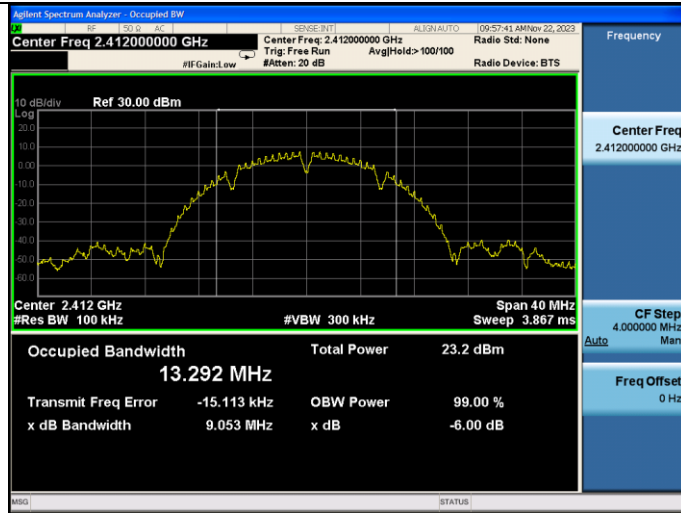 Agilent Spectrum Analyzer - Occupied BW
RF 50 Ω AC SENSE:INT ALIGNAUTO 09:57:41 AMNov 22, 2023
Center Freq 2.412000000 GHz
Center Freq: 2.412000000 GHz
Radio Std: None
Trig: Free Run Avg|Hold:>100/100
#IFGain:Low #Atten: 20 dB
Radio Device: BTS
10 dB/div Ref 30.00 dBm
Log
20.0
10.0
0.00
-10.0
-20.0
-30.0
-40.0
-50.0
-60.0
Center 2.412 GHz Span 40 MHz
#Res BW 100 kHz #VBW 300 kHz Sweep 3.867 ms
Occupied Bandwidth Total Power 23.2 dBm
13.292 MHz
Transmit Freq Error -15.113 kHz OBW Power 99.00 %
x dB Bandwidth 9.053 MHz x dB -6.00 dB
MSG STATUS
Frequency
Center Freq
2.412000000 GHz
CF Step
4.000000 MHz
Auto Man
Freq Offset
0 Hz